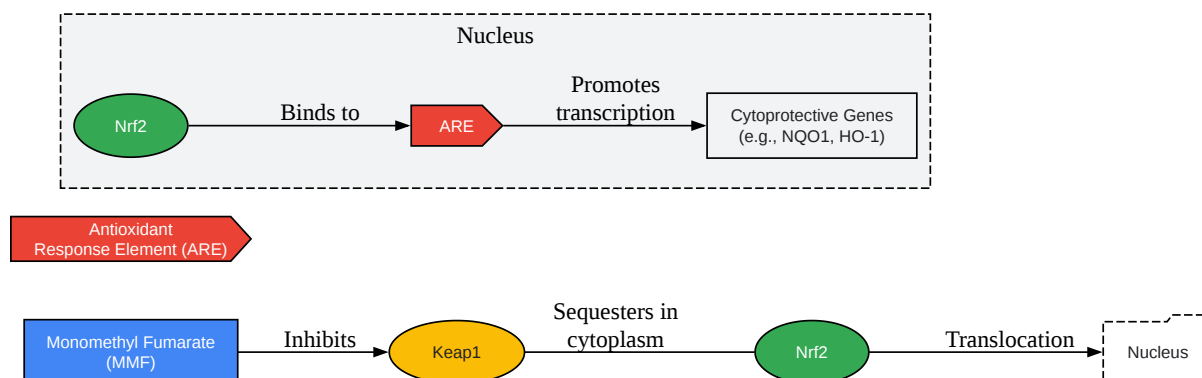 Nucleus
Nrf2
Binds to
ARE
Promotes
transcription
Cytoprotective Genes
(e.g., NQO1, HO-1)
Antioxidant
Response Element (ARE)
Monomethyl Fumarate
(MMF)
Inhibits
Keap1
Sequesters in
cytoplasm
Nrf2
Translocation
Nucleus